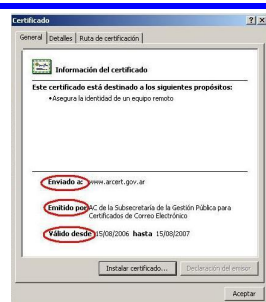 Certificado
General Detalles Ruta de certificación
Información del certificado
Este certificado está destinado a los siguientes propósitos:
•Asegura la identidad de un equipo remoto
Enviado a: www.arcert.gov.ar
Emitido por AC de la Subsecretaría de la Gestión Pública para
Certificados de Correo Electrónico
Válido desde 15/08/2006 hasta 15/08/2007
Instalar certificado... Declaración del emisor
Aceptar